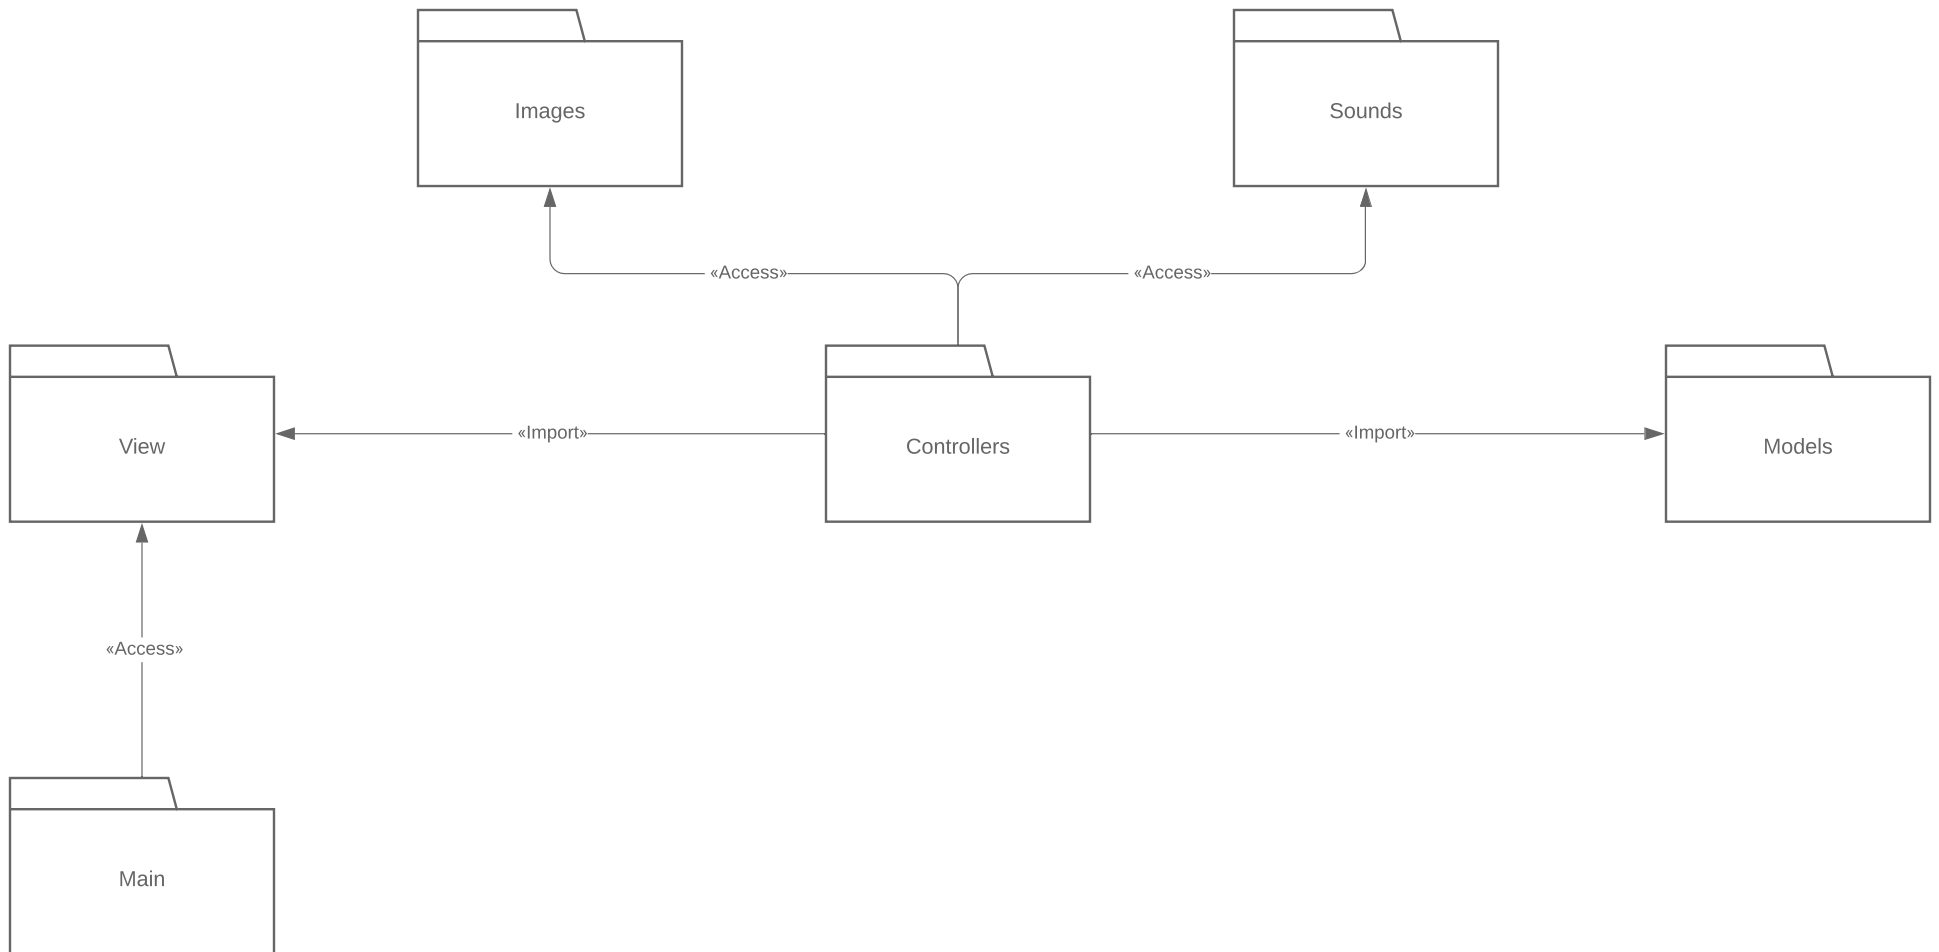 Images
Sounds
«Access»
«Access»
View
«Import»
Controllers
«Import»
Models
«Access»
Main